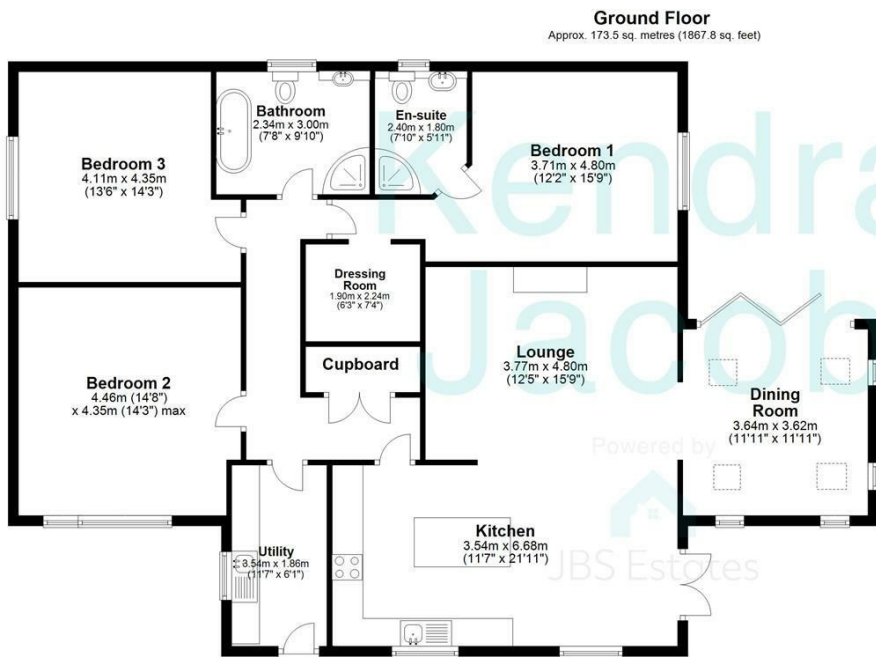 Ground Floor
Approx. 173.5 sq. metres (1867.8 sq. feet)
Bathroom
2.34m x 3.00m
(7'8" x 9'10")
En-suite
2.40m x 1.80m
(7'10" x 5'11")
Bedroom 3
4.11m x 4.35m
(13'6" x 14'3")
Bedroom 1
3.71m x 4.80m
(12'2" x 15'9")
Kendra
Jacob
Dressing
Room
1.90m x 2.24m
(6'3" x 7'4")
Cupboard
Lounge
3.77m x 4.80m
(12'5" x 15'9")
Bedroom 2
4.46m (14'8")
x 4.35m (14'3") max
Dining
Room
3.64m x 3.62m
(11'11" x 11'11")
Powered by
JBS Estates
Utility
3.54m x 1.86m
(11'7" x 6'1")
Kitchen
3.54m x 6.68m
(11'7" x 21'11")